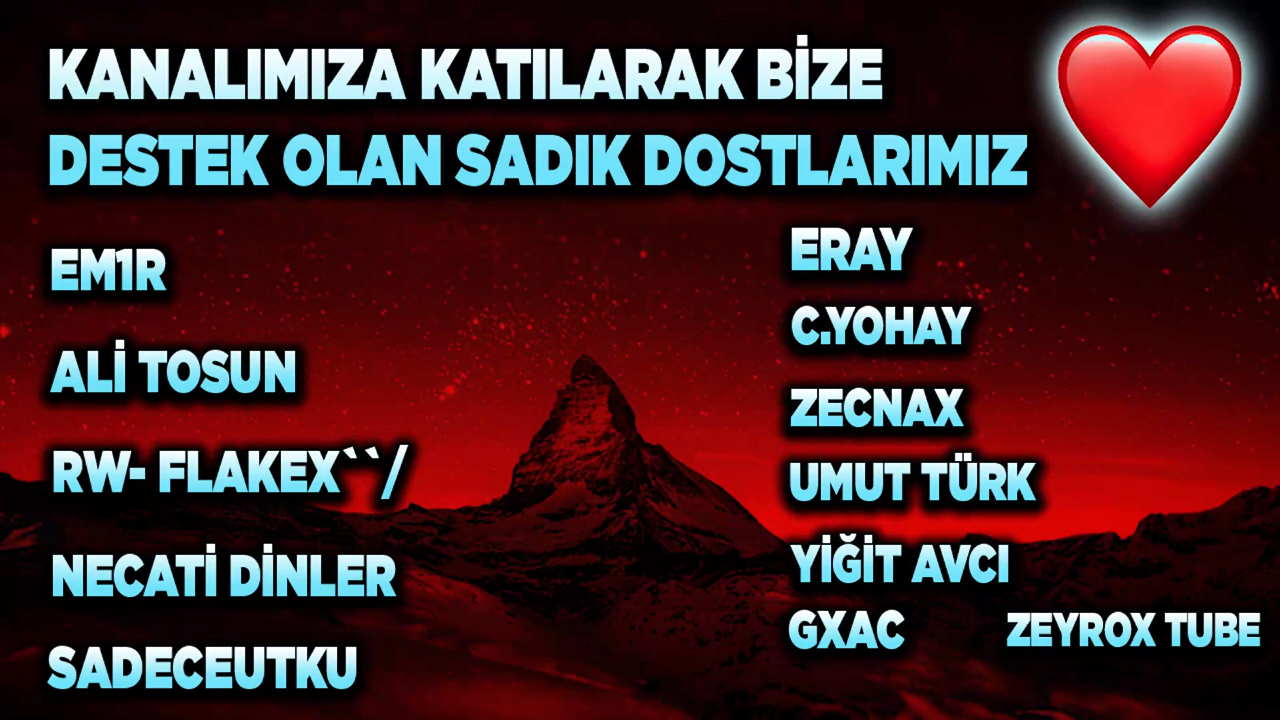 KANALIMIZA KATILARAK BİZE
DESTEK OLAN SADIK DOSTLARIMIZ
EM1R
ALİ TOSUN
RW- FLAKEX``/
NECATİ DİNLER
SADECEUTKU
ERAY
C.YOHAY
ZECNAX
UMUT TÜRK
YİĞİT AVCI
GXAC
ZEYROX TUBE